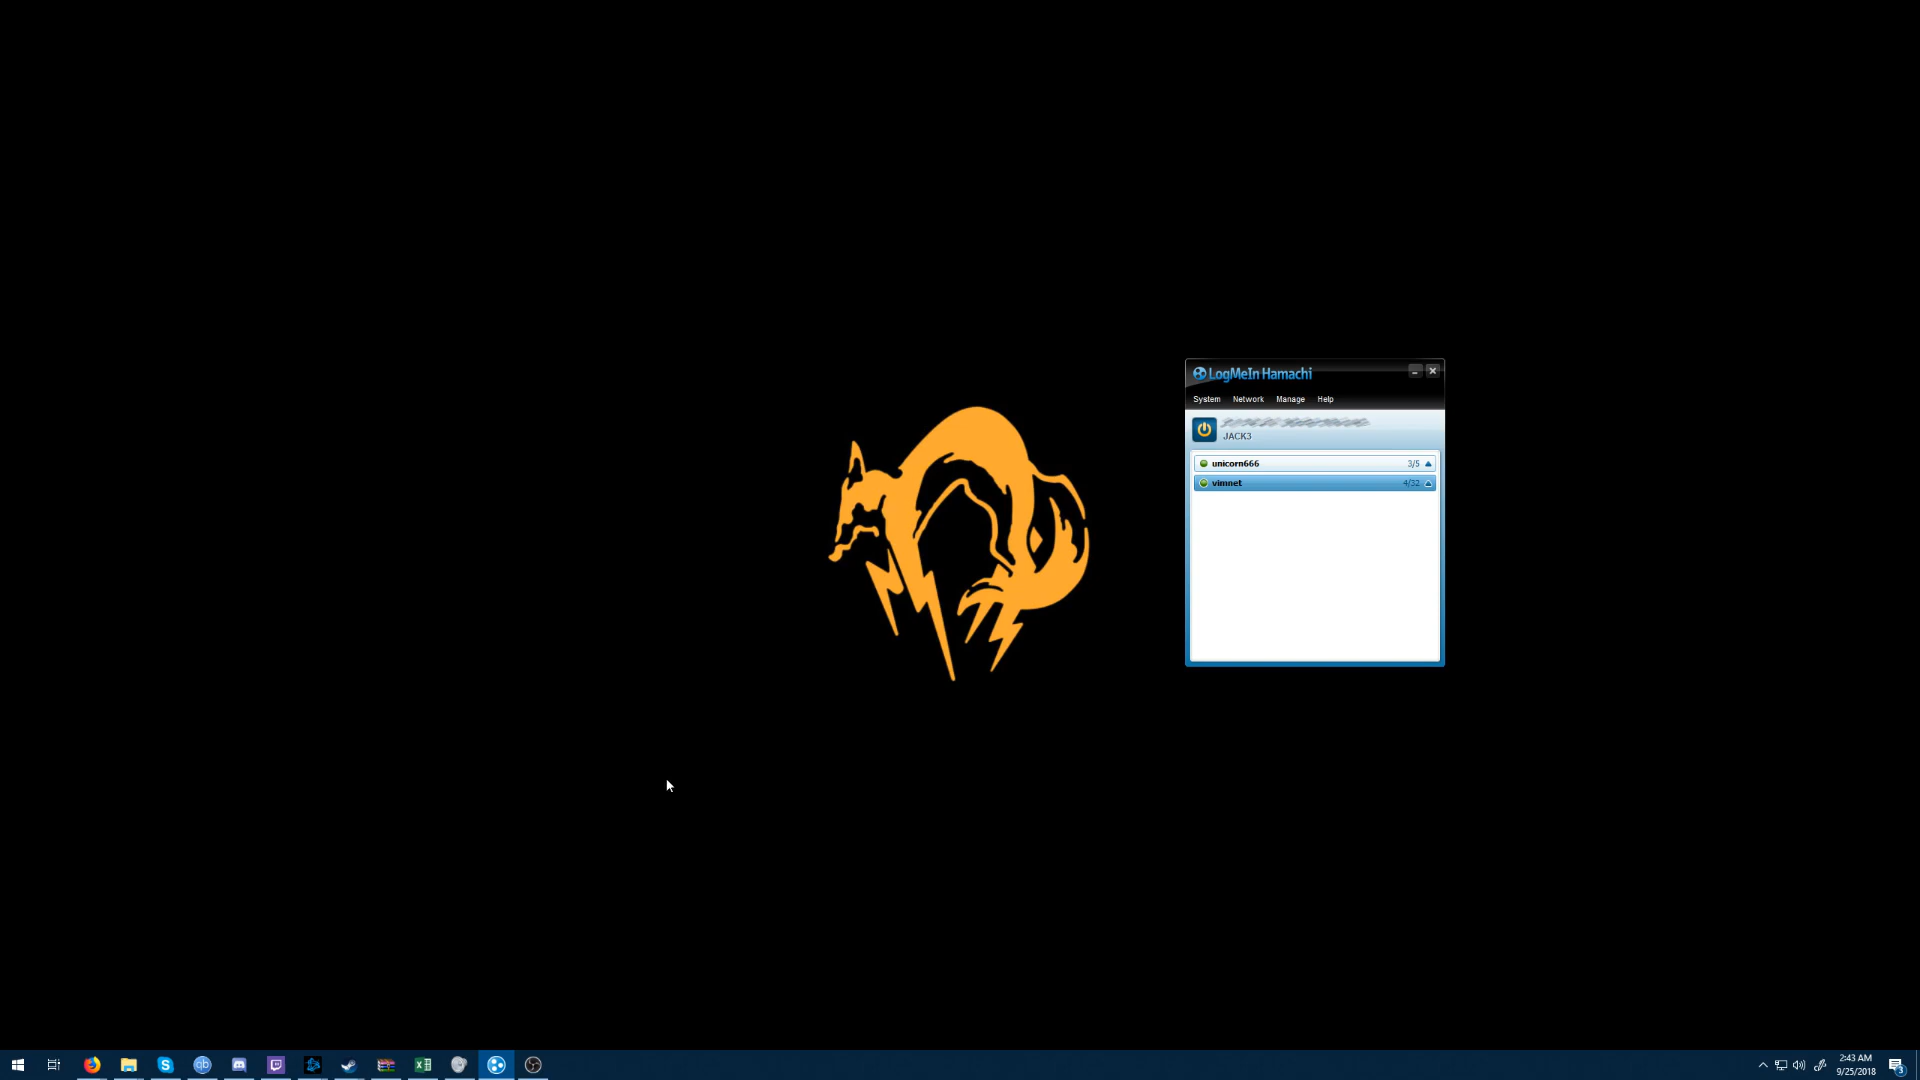 LogMeIn Hamachi
System Network Manage Help
JACK3
unicorn666 3/5
vimnet 4/32
2:43 AM
9/25/2018
3